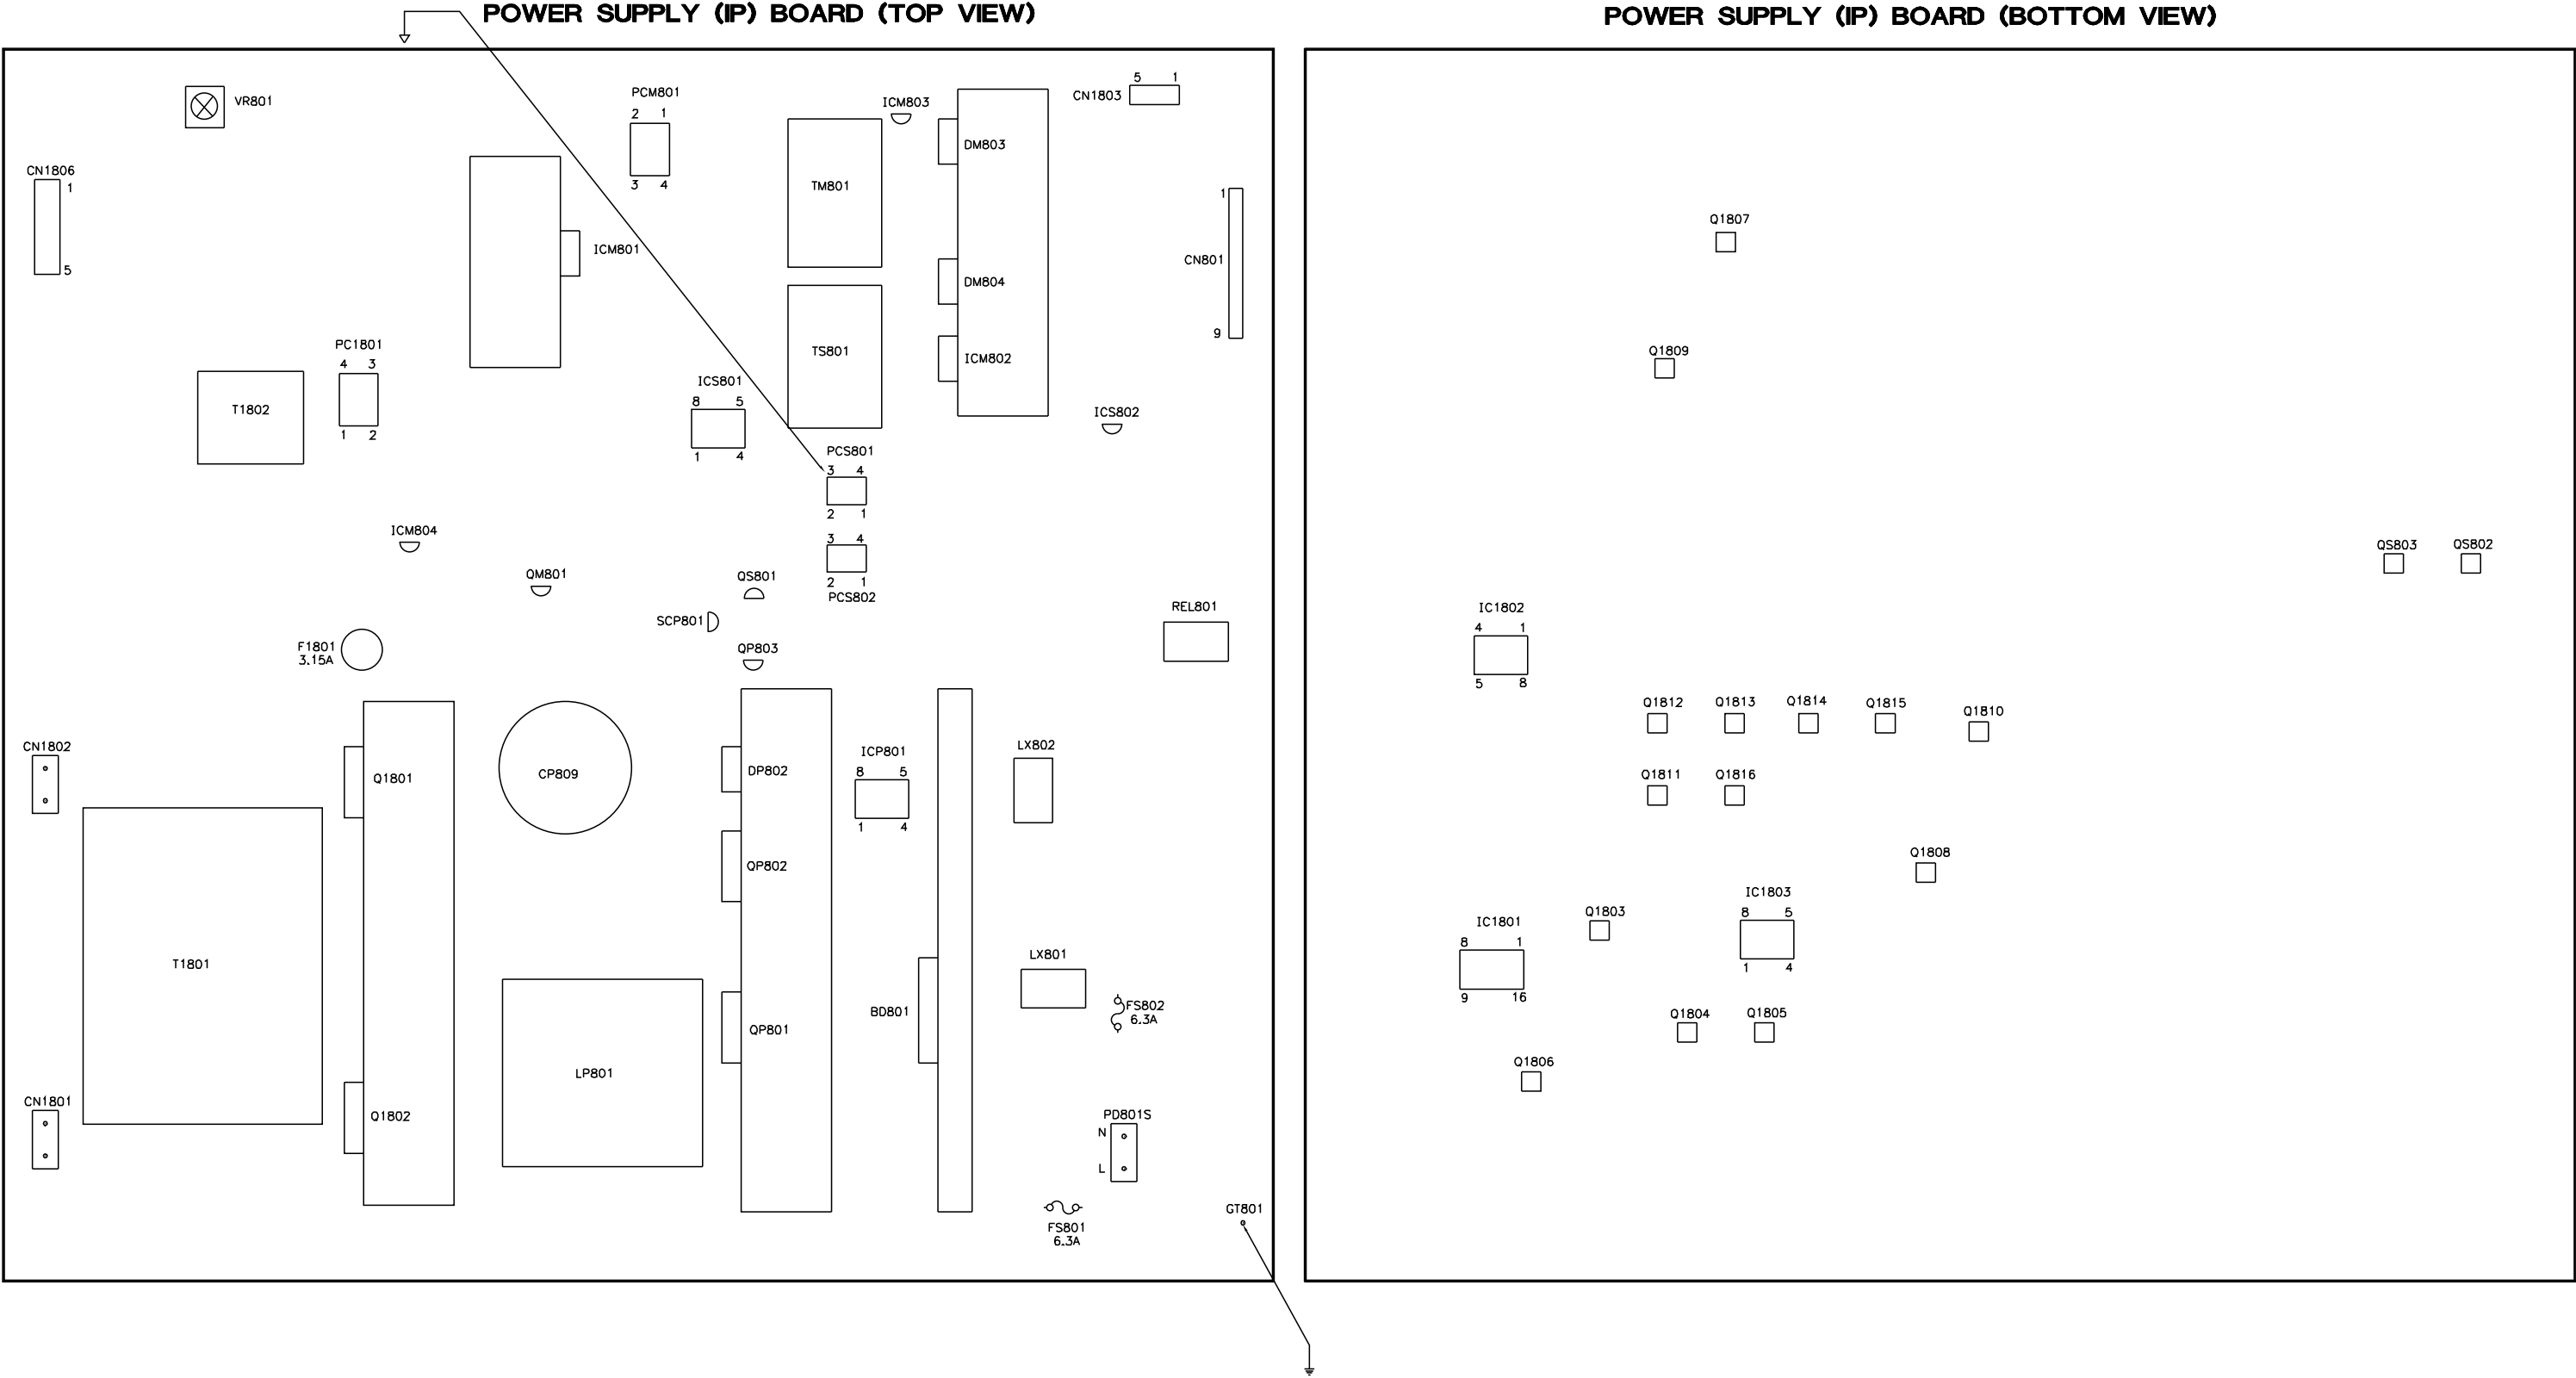 POWER SUPPLY (IP) BOARD (TOP VIEW)
VR801
PCM801
2 1
3 4
ICM803
5 1
CN1803
DM803
CN1806
1
5
TM801
ICM801
1
CN801
9
DM804
PC1801
4 3
1 2
TS801
ICM802
ICS801
8 5
1 4
T1802
ICS802
PCS801
3 4
2 1
ICM804
3 4
2 1
PCS802
QM801
QS801
SCP801
REL801
F1801
3.15A
QP803
CN1802
Q1801
CP809
DP802
ICP801
8 5
1 4
LX802
QP802
T1801
LX801
BD801
FS802
6.3A
QP801
LP801
CN1801
Q1802
PD801S
N
L
GT801
FS801
6.3A
POWER SUPPLY (IP) BOARD (BOTTOM VIEW)
Q1807
Q1809
QS803 QS802
IC1802
4 1
5 8
Q1812 Q1813 Q1814 Q1815 Q1810
Q1811 Q1816
Q1808
IC1803
8 5
1 4
Q1803
IC1801
8 1
9 16
Q1804 Q1805
Q1806